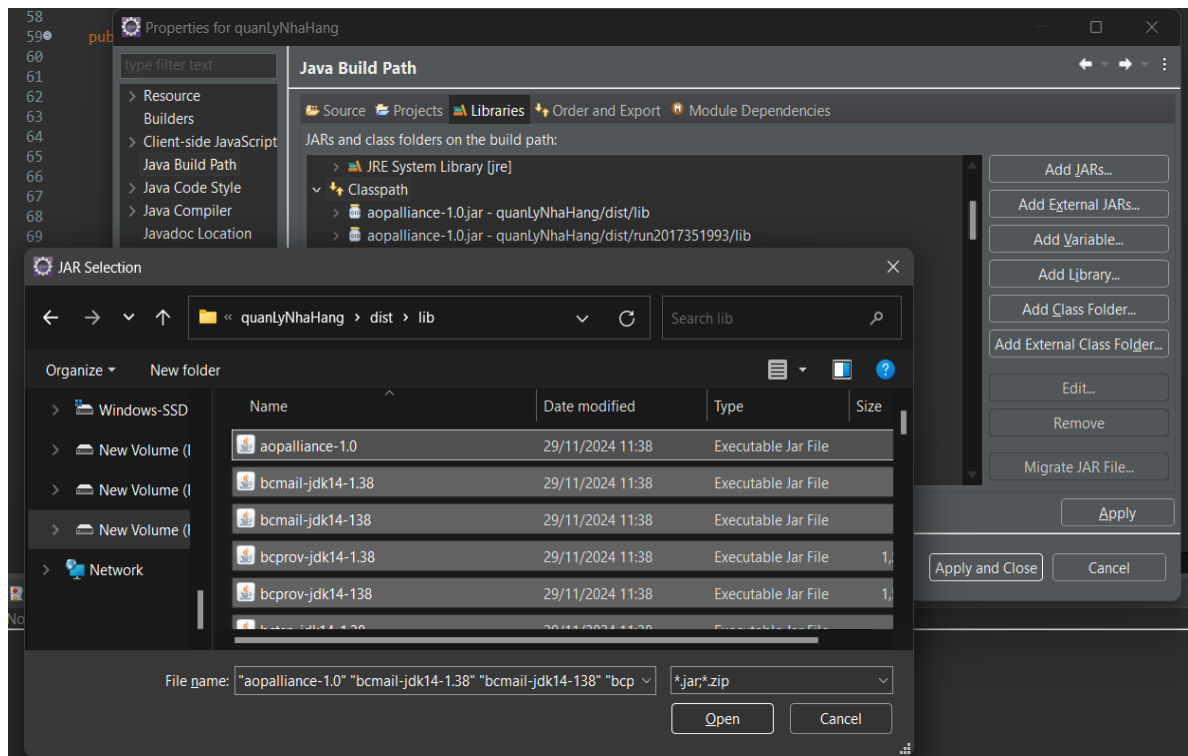 58
59 pub
60
61
62
63
64
65
66
67
68
69
Properties for quanLyNhaHang
type filter text
Resource
Builders
Client-side JavaScript
Java Build Path
Java Code Style
Java Compiler
Javadoc Location
Java Build Path
Source Projects Libraries Order and Export Module Dependencies
JARs and class folders on the build path:
JRE System Library [jre]
Classpath
aopalliance-1.0.jar - quanLyNhaHang/dist/lib
aopalliance-1.0.jar - quanLyNhaHang/dist/run2017351993/lib
Add JARs...
Add External JARs...
Add Variable...
Add Library...
Add Class Folder...
Add External Class Folder...
Edit...
Remove
Migrate JAR File...
Apply
Apply and Close Cancel
JAR Selection
« quanLyNhaHang > dist > lib
Search lib
Organize New folder
Windows-SSD
New Volume (
New Volume (
New Volume (
Network
Name Date modified Type Size
aopalliance-1.0 29/11/2024 11:38 Executable Jar File
bcmail-jdk14-1.38 29/11/2024 11:38 Executable Jar File
bcmail-jdk14-138 29/11/2024 11:38 Executable Jar File
bcprov-jdk14-1.38 29/11/2024 11:38 Executable Jar File 1,
bcprov-jdk14-138 29/11/2024 11:38 Executable Jar File 1,
File name: "aopalliance-1.0" "bcmail-jdk14-1.38" "bcmail-jdk14-138" "bcp
*.jar;*.zip
Open Cancel
No